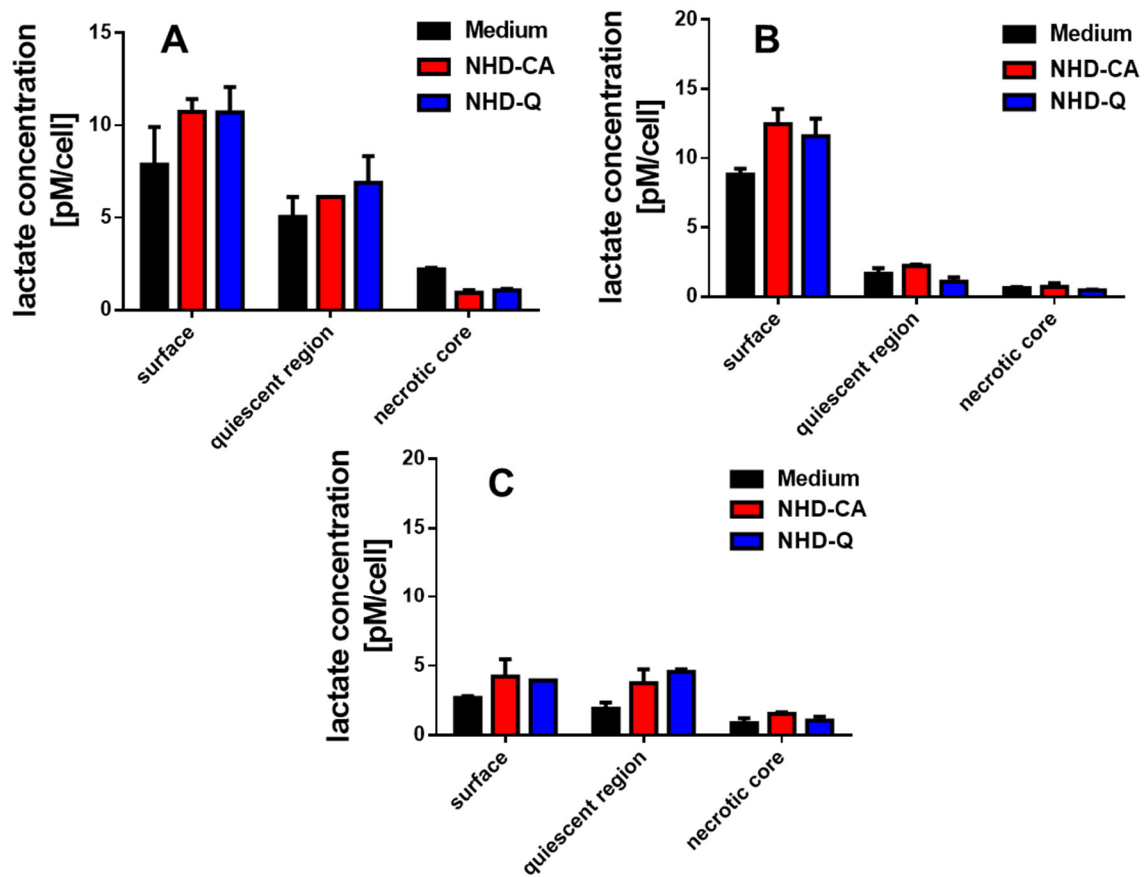 A
lactate concentration
[pM/cell]
15
10
5
0
Medium
NHD-CA
NHD-Q
surface
quiescent region
necrotic core
B
lactate concentration
[pM/cell]
20
15
10
5
0
Medium
NHD-CA
NHD-Q
surface
quiescent region
necrotic core
C
lactate concentration
[pM/cell]
20
15
10
5
0
Medium
NHD-CA
NHD-Q
surface
quiescent region
necrotic core